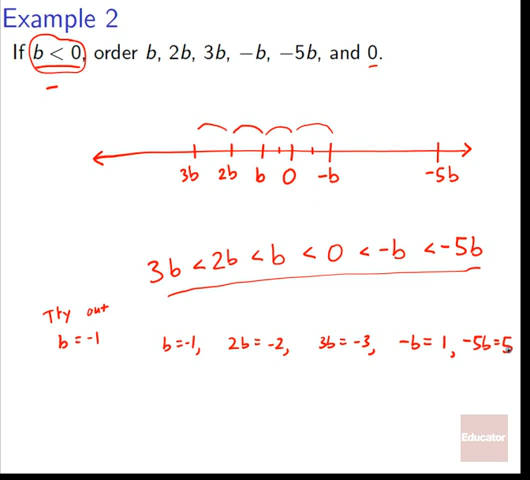 Example 2
If b < 0, order b, 2b, 3b, −b, −5b, and 0.
3b 2b b 0 -b -5b
3b < 2b < b < 0 < -b < -5b
Try out
b = -1
b = -1, 2b = -2, 3b = -3, -b = 1, -5b = 5
Educator